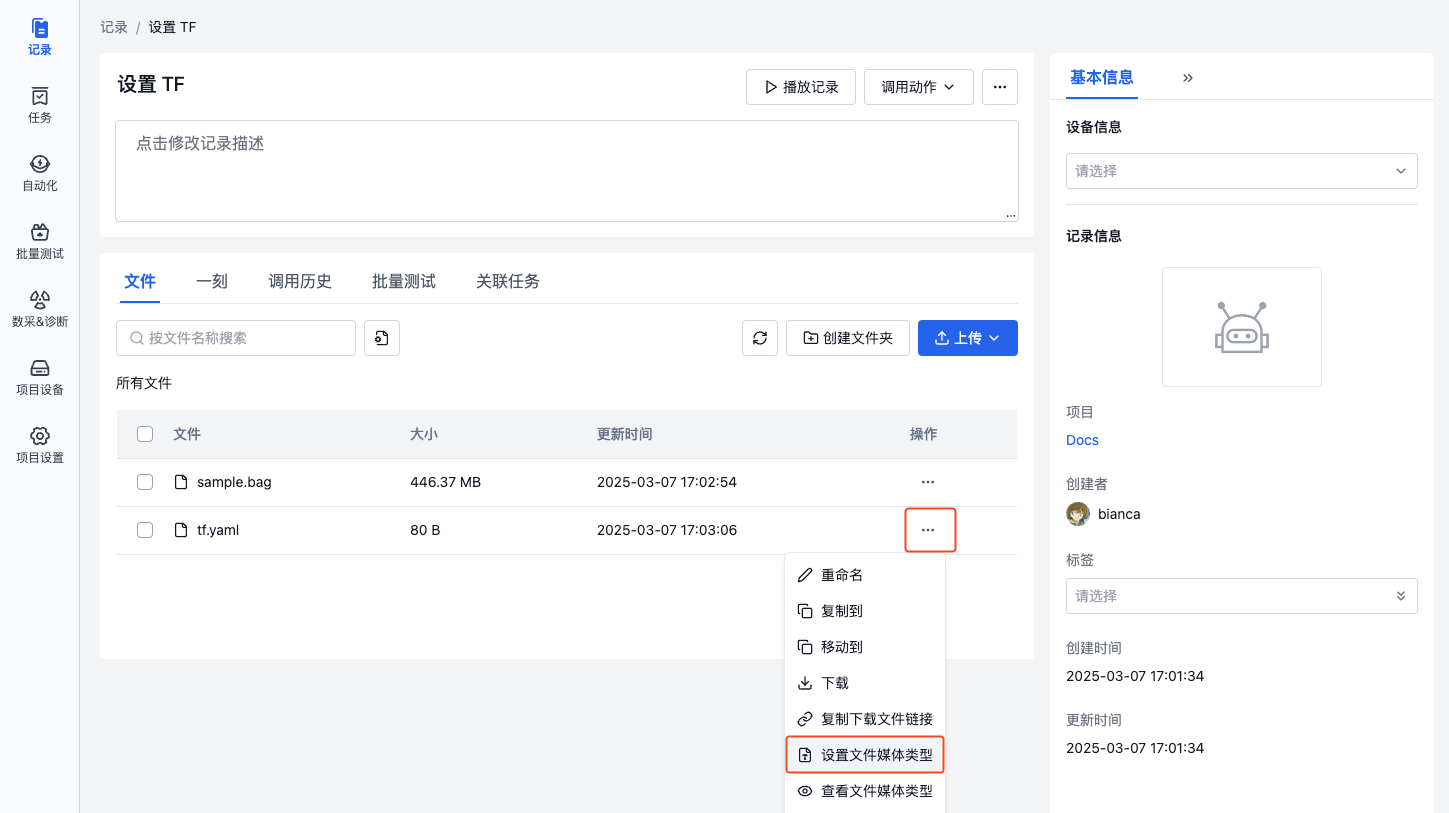 记录
任务
自动化
批量测试
数采&诊断
项目设备
项目设置
记录 / 设置 TF
设置 TF
播放记录
调用动作
点击修改记录描述
文件 一刻 调用历史 批量测试 关联任务
按文件名称搜索
创建文件夹
上传
所有文件
文件 大小 更新时间 操作
sample.bag 446.37 MB 2025-03-07 17:02:54
tf.yaml 80 B 2025-03-07 17:03:06
重命名
复制到
移动到
下载
复制下载文件链接
设置文件媒体类型
查看文件媒体类型
基本信息
设备信息
请选择
记录信息
项目
Docs
创建者
bianca
标签
请选择
创建时间
2025-03-07 17:01:34
更新时间
2025-03-07 17:01:34